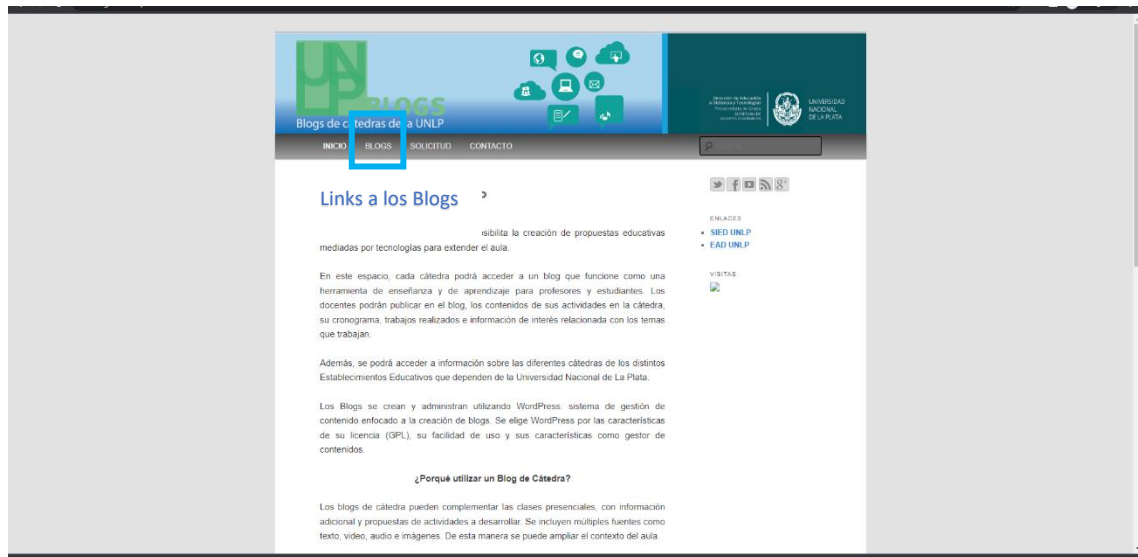 UNLP
BLOGS
Blogs de cátedras de la UNLP
UNIVERSIDAD
NACIONAL
DE LA PLATA
INICIO BLOGS SOLICITUD CONTACTO
Links a los Blogs
posibilita la creación de propuestas educativas
mediadas por tecnologías para extender el aula.
En este espacio, cada cátedra podrá acceder a un blog que funcione como una
herramienta de enseñanza y de aprendizaje para profesores y estudiantes. Los
docentes podrán publicar en el blog, los contenidos de sus actividades en la cátedra,
su cronograma, trabajos realizados e información de interés relacionada con los temas
que trabajan.
Además, se podrá acceder a información sobre las diferentes cátedras de los distintos
Establecimientos Educativos que dependen de la Universidad Nacional de La Plata.
Los Blogs se crean y administran utilizando WordPress: sistema de gestión de
contenido enfocado a la creación de blogs. Se elige WordPress por las características
de su licencia (GPL), su facilidad de uso y sus características como gestor de
contenidos.
¿Porqué utilizar un Blog de Cátedra?
Los blogs de cátedra pueden complementar las clases presenciales, con información
adicional y propuestas de actividades a desarrollar. Se incluyen múltiples fuentes como
texto, video, audio e imágenes. De esta manera se puede ampliar el contexto del aula.
ENLACES
SIED UNLP
EAD UNLP
VISITAS